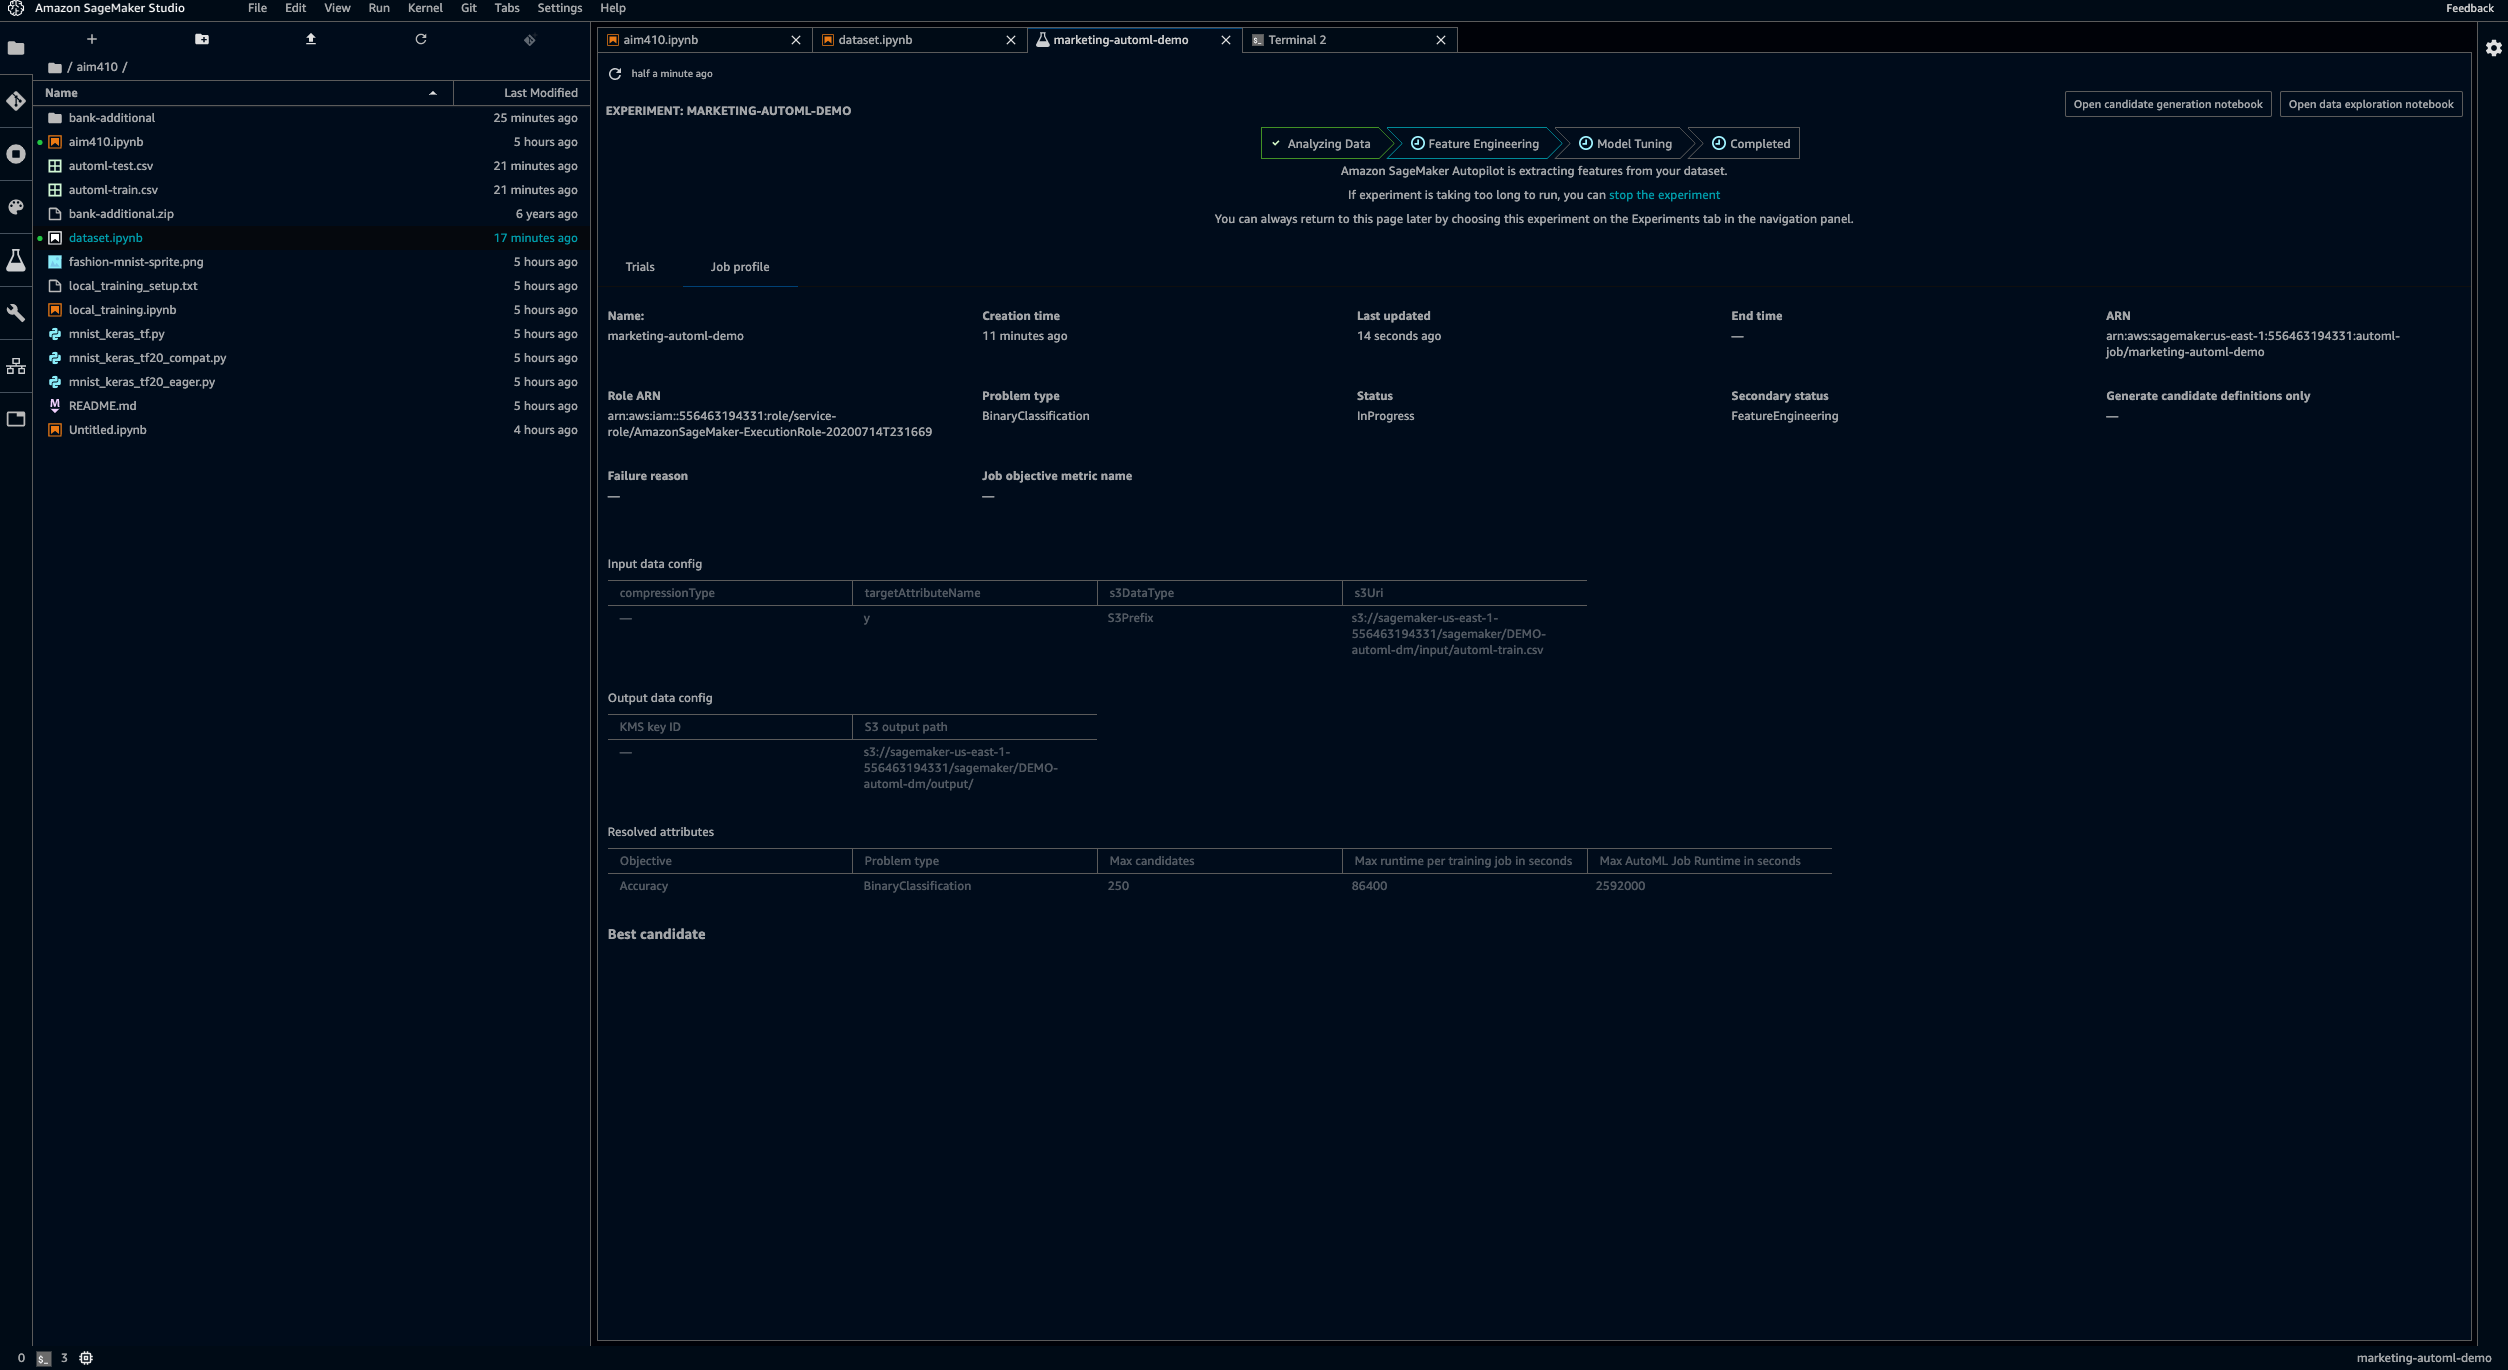 Amazon SageMaker Studio File Edit View Run Kernel Git Tabs Settings Help Feedback
/ aim410 /
Name Last Modified
bank-additional 25 minutes ago
aim410.ipynb 5 hours ago
automl-test.csv 21 minutes ago
automl-train.csv 21 minutes ago
bank-additional.zip 6 years ago
dataset.ipynb 17 minutes ago
fashion-mnist-sprite.png 5 hours ago
local_training_setup.txt 5 hours ago
local_training.ipynb 5 hours ago
mnist_keras_tf.py 5 hours ago
mnist_keras_tf20_compat.py 5 hours ago
mnist_keras_tf20_eager.py 5 hours ago
README.md 5 hours ago
Untitled.ipynb 4 hours ago
aim410.ipynb dataset.ipynb marketing-automl-demo Terminal 2
half a minute ago
EXPERIMENT: MARKETING-AUTOML-DEMO
Open candidate generation notebook Open data exploration notebook
Analyzing Data Feature Engineering Model Tuning Completed
Amazon SageMaker Autopilot is extracting features from your dataset.
If experiment is taking too long to run, you can stop the experiment
You can always return to this page later by choosing this experiment on the Experiments tab in the navigation panel.
Trials Job profile
Name: Creation time Last updated End time ARN
marketing-automl-demo 11 minutes ago 14 seconds ago — arn:aws:sagemaker:us-east-1:556463194331:automl-
job/marketing-automl-demo
Role ARN Problem type Status Secondary status Generate candidate definitions only
arn:aws:iam::556463194331:role/service- BinaryClassification InProgress FeatureEngineering —
role/AmazonSageMaker-ExecutionRole-20200714T231669
Failure reason Job objective metric name
— —
Input data config
compressionType targetAttributeName s3DataType s3Uri
— y S3Prefix s3://sagemaker-us-east-1-
556463194331/sagemaker/DEMO-
automl-dm/input/automl-train.csv
Output data config
KMS key ID S3 output path
— s3://sagemaker-us-east-1-
556463194331/sagemaker/DEMO-
automl-dm/output/
Resolved attributes
Objective Problem type Max candidates Max runtime per training job in seconds Max AutoML Job Runtime in seconds
Accuracy BinaryClassification 250 86400 2592000
Best candidate
0 $_ 3 marketing-automl-demo